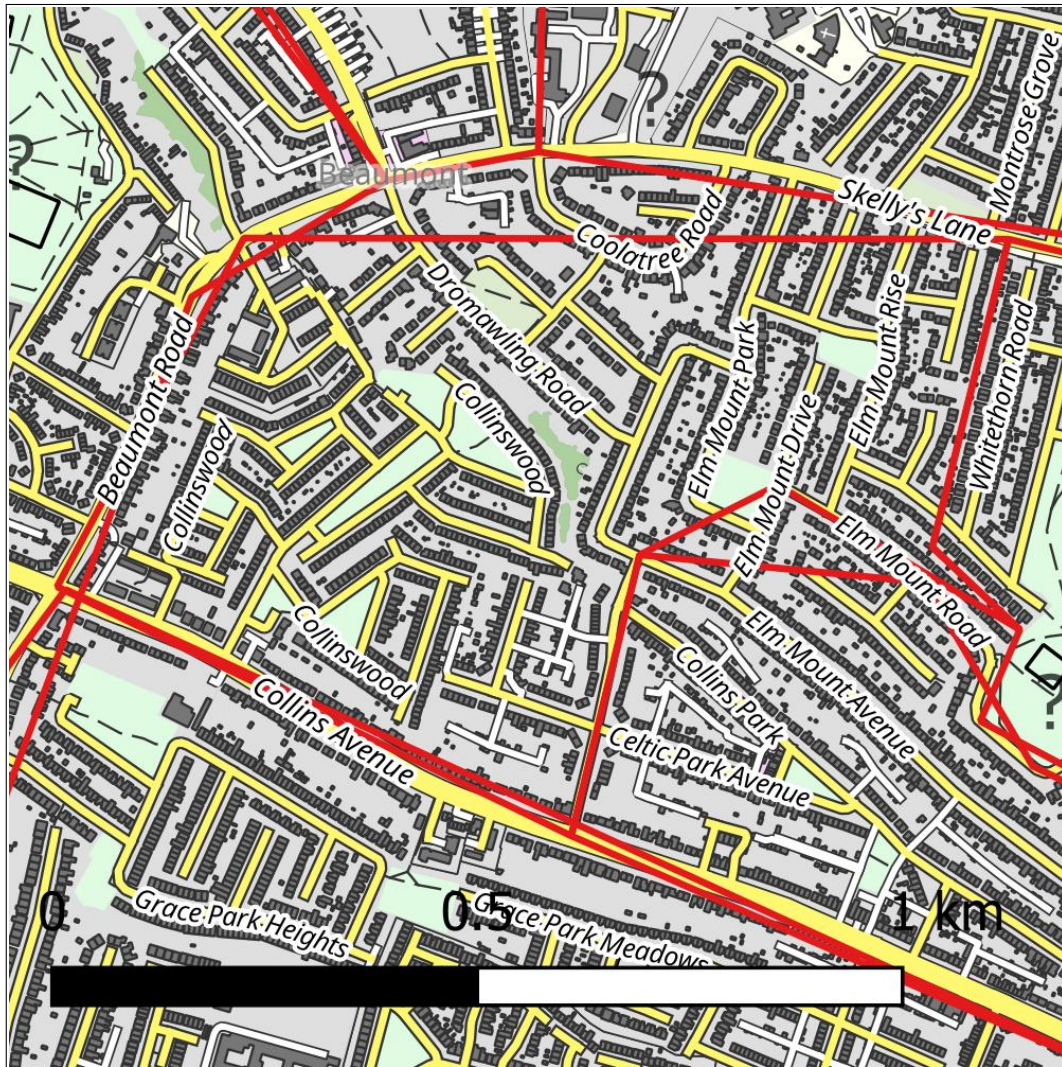 Montrose Grove
?
?
Beaumont
Skelly's Lane
Coolatree Road
Dromawling Road
Elm Mount Rise
Elm Mount Park
Whitethorn Road
Beaumont Road
Collinswood
Collinswood
Elm Mount Drive
Elm Mount Road
Collinswood
Elm Mount Avenue
Collins Park
?
Collins Avenue
Celtic Park Avenue
Grace Park Heights
Grace Park Meadows
0 0.5 1 km